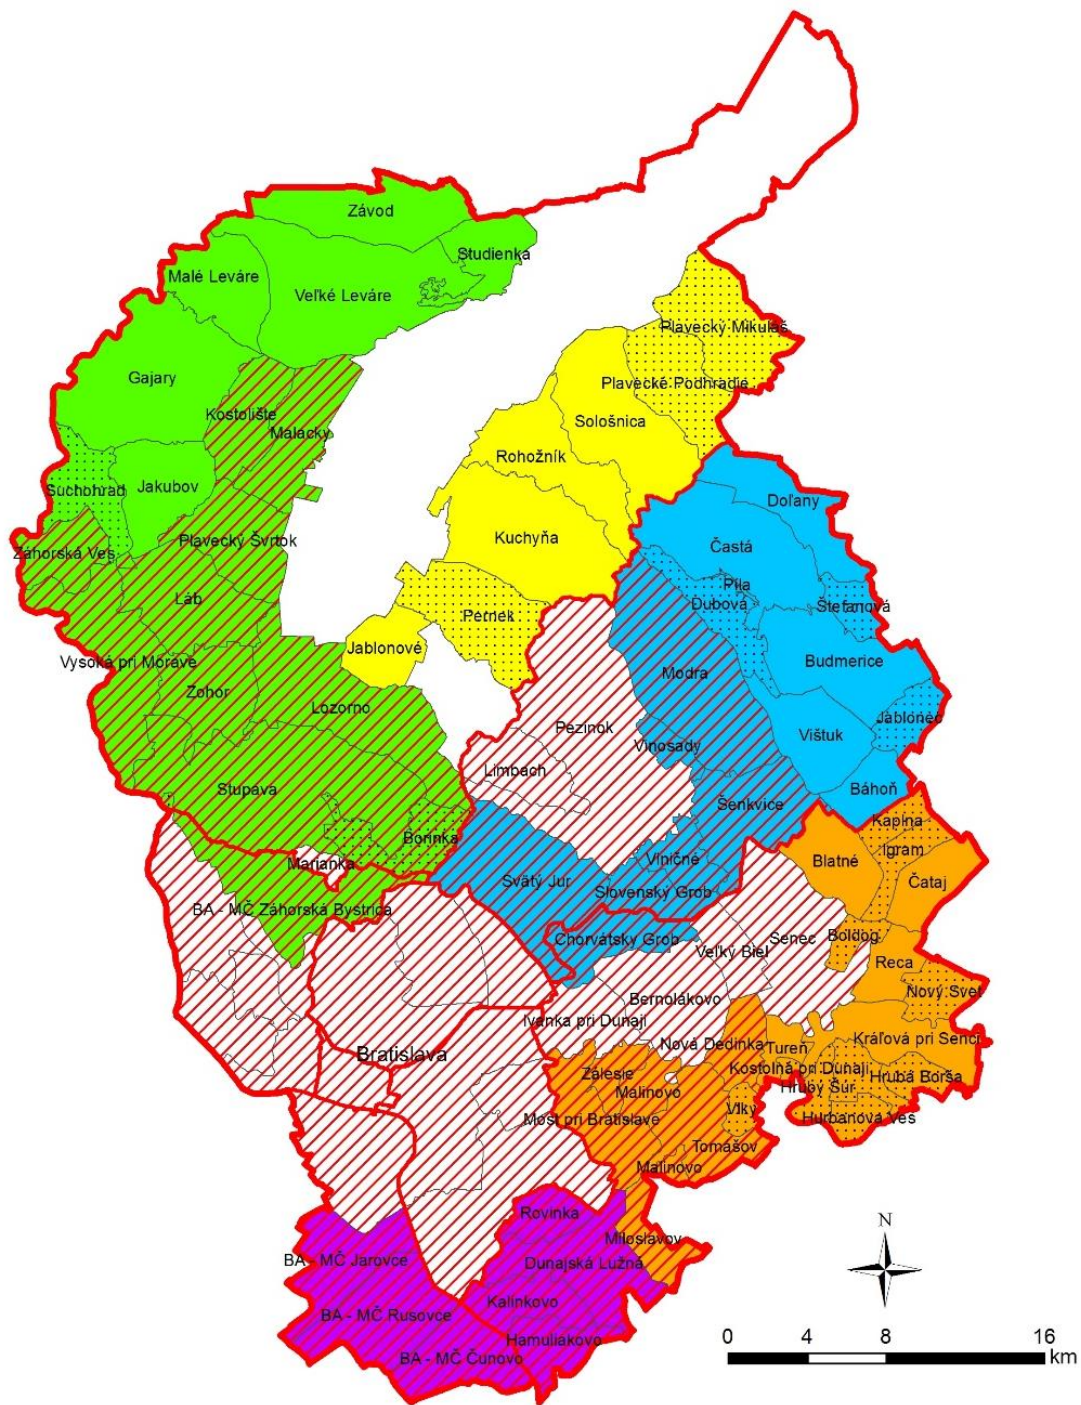 Závod
Studienka
Malé Leváre
Veľké Leváre
Plavecký Mikuláš
Gajary
Plavecké Podhradie
Kostolište
Sološnica
Malacky
Rohožník
Suchohrad
Jakubov
Doľany
Kuchyňa
Plavecký Švrtok
Častá
Záhorská Ves
Píla
Láb
Dubová
Štefanová
Pernek
Jablonové
Vysoká pri Morave
Budmerice
Modra
Zohor
Lozorno
Jablonec
Pezinok
Vištuk
Vinosady
Limbach
Stupava
Báhoň
Šenkvice
Kaplna
Borinka
Igram
Marianka
Viničné
Blatné
Svätý Jur
Čataj
Slovenský Grob
BA - MČ Záhorská Bystrica
Boldog
Chorvátsky Grob
Senec
Veľký Biel
Reca
Bernolákovo
Nový Svet
Ivanka pri Dunaji
Kráľová pri Senci
Nová Dedinka
Tureň
Bratislava
Kostolná pri Dunaji
Zálesie
Hrubá Borša
Hrubý Šúr
Malinovo
Vlky
Most pri Bratislave
Hurbanova Ves
Tomášov
Malinovo
Rovinka
Miloslavov
BA - MČ Jarovce
Dunajská Lužná
Kalinkovo
BA - MČ Rusovce
Hamuliakovo
BA - MČ Čunovo
N
0 4 8 16
km